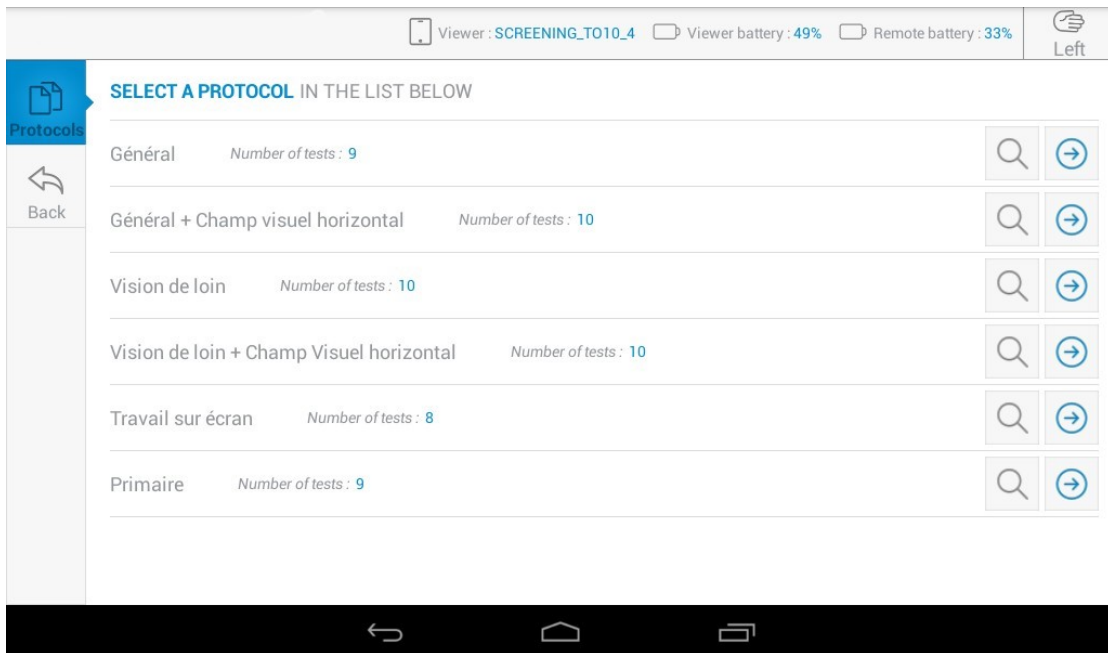 Viewer : SCREENING_TO10_4 Viewer battery : 49% Remote battery : 33%
Left
Protocols
Back
SELECT A PROTOCOL IN THE LIST BELOW
Général Number of tests : 9
Général + Champ visuel horizontal Number of tests : 10
Vision de loin Number of tests : 10
Vision de loin + Champ Visuel horizontal Number of tests : 10
Travail sur écran Number of tests : 8
Primaire Number of tests : 9